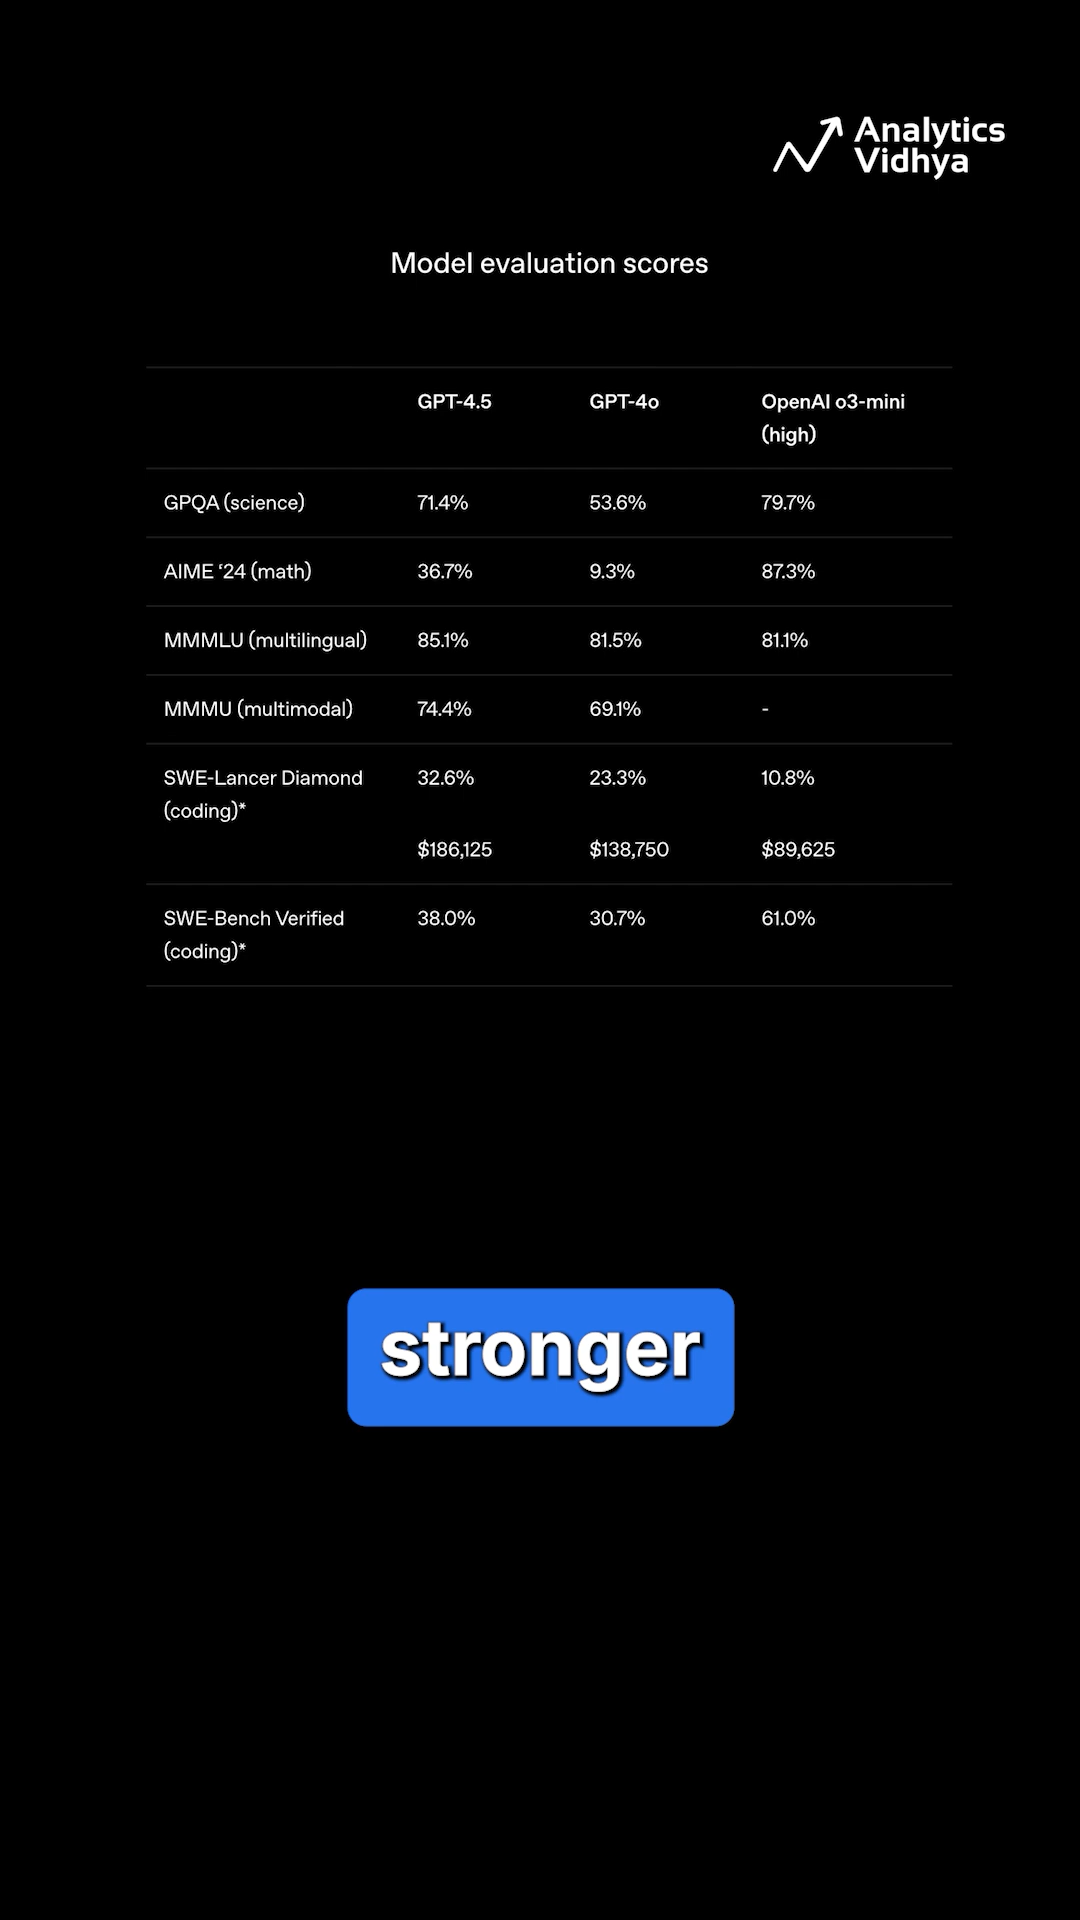 Analytics
Vidhya
Model evaluation scores
GPT-4.5 GPT-4o OpenAI o3-mini
(high)
GPQA (science) 71.4% 53.6% 79.7%
AIME ‘24 (math) 36.7% 9.3% 87.3%
MMMLU (multilingual) 85.1% 81.5% 81.1%
MMMU (multimodal) 74.4% 69.1% -
SWE-Lancer Diamond 32.6% 23.3% 10.8%
(coding)*
$186,125 $138,750 $89,625
SWE-Bench Verified 38.0% 30.7% 61.0%
(coding)*
stronger